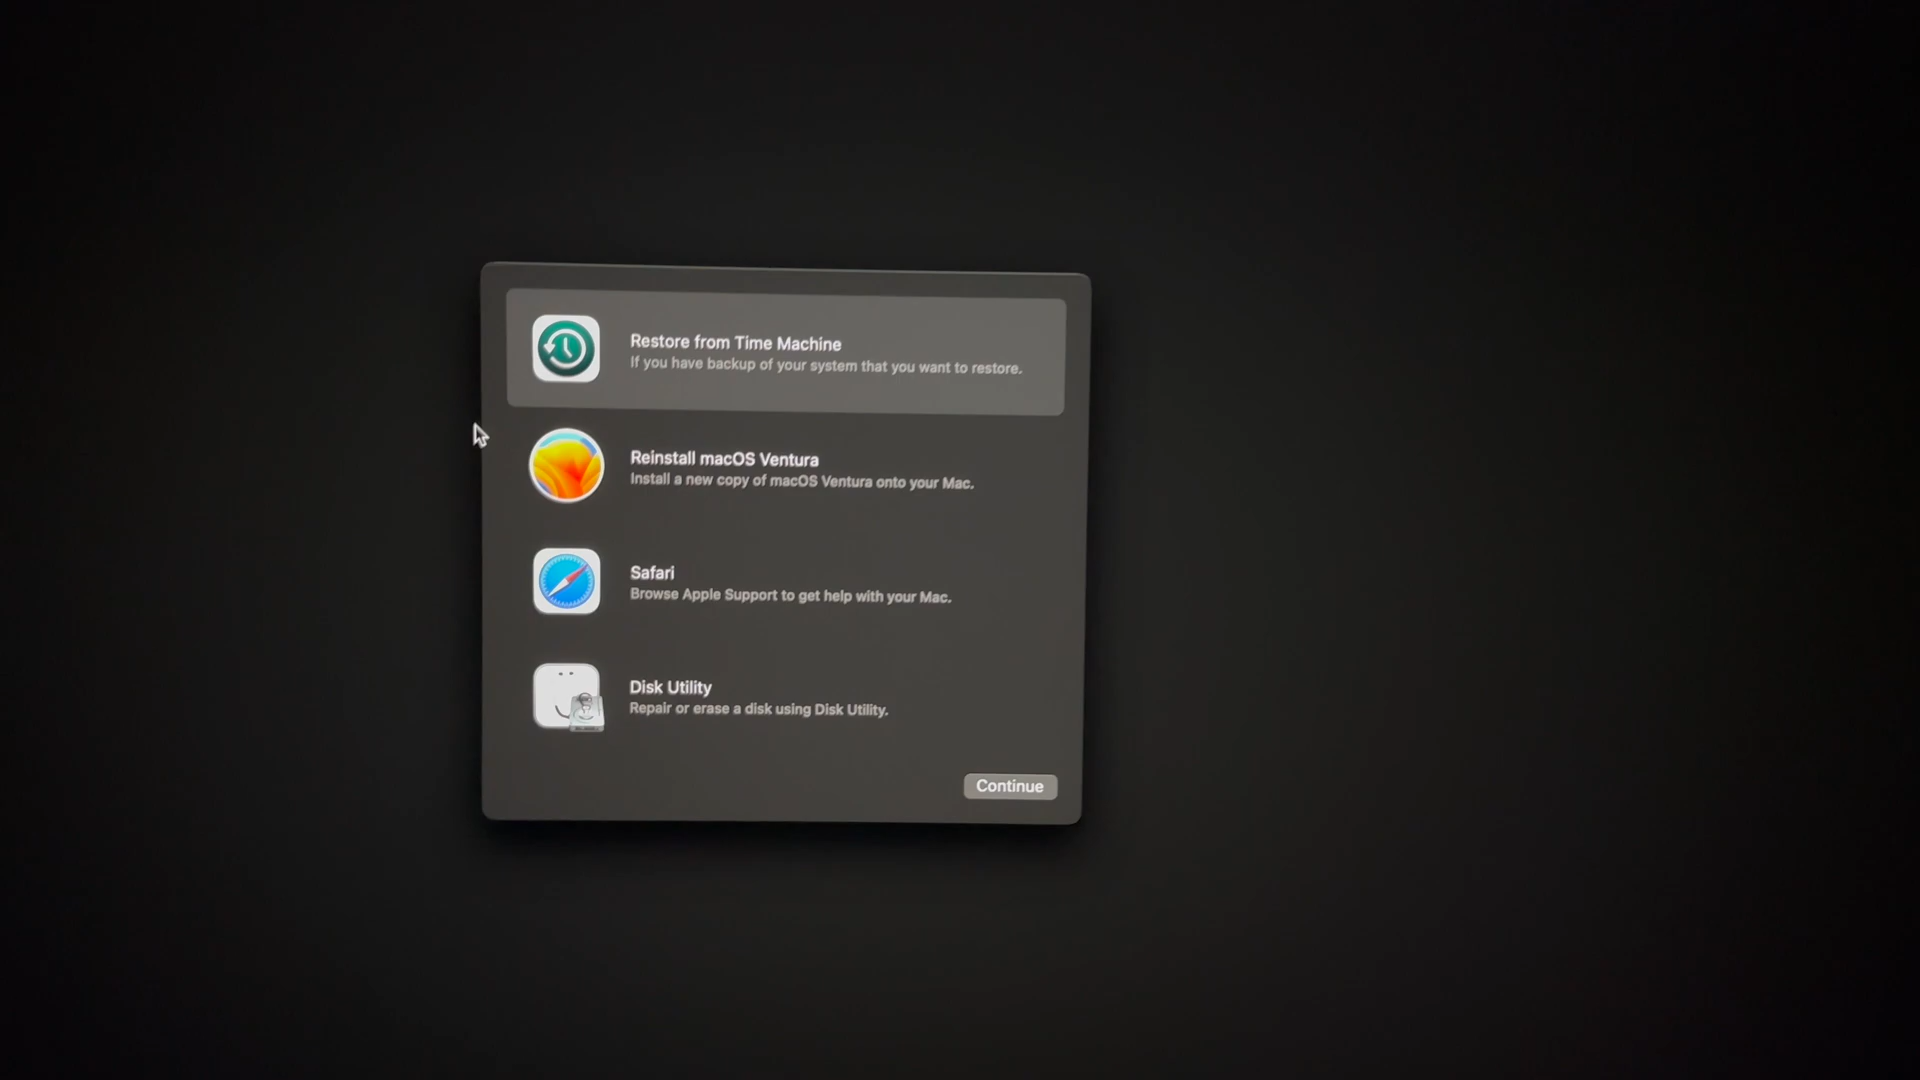 Restore from Time Machine
If you have backup of your system that you want to restore.
Reinstall macOS Ventura
Install a new copy of macOS Ventura onto your Mac.
Safari
Browse Apple Support to get help with your Mac.
Disk Utility
Repair or erase a disk using Disk Utility.
Continue